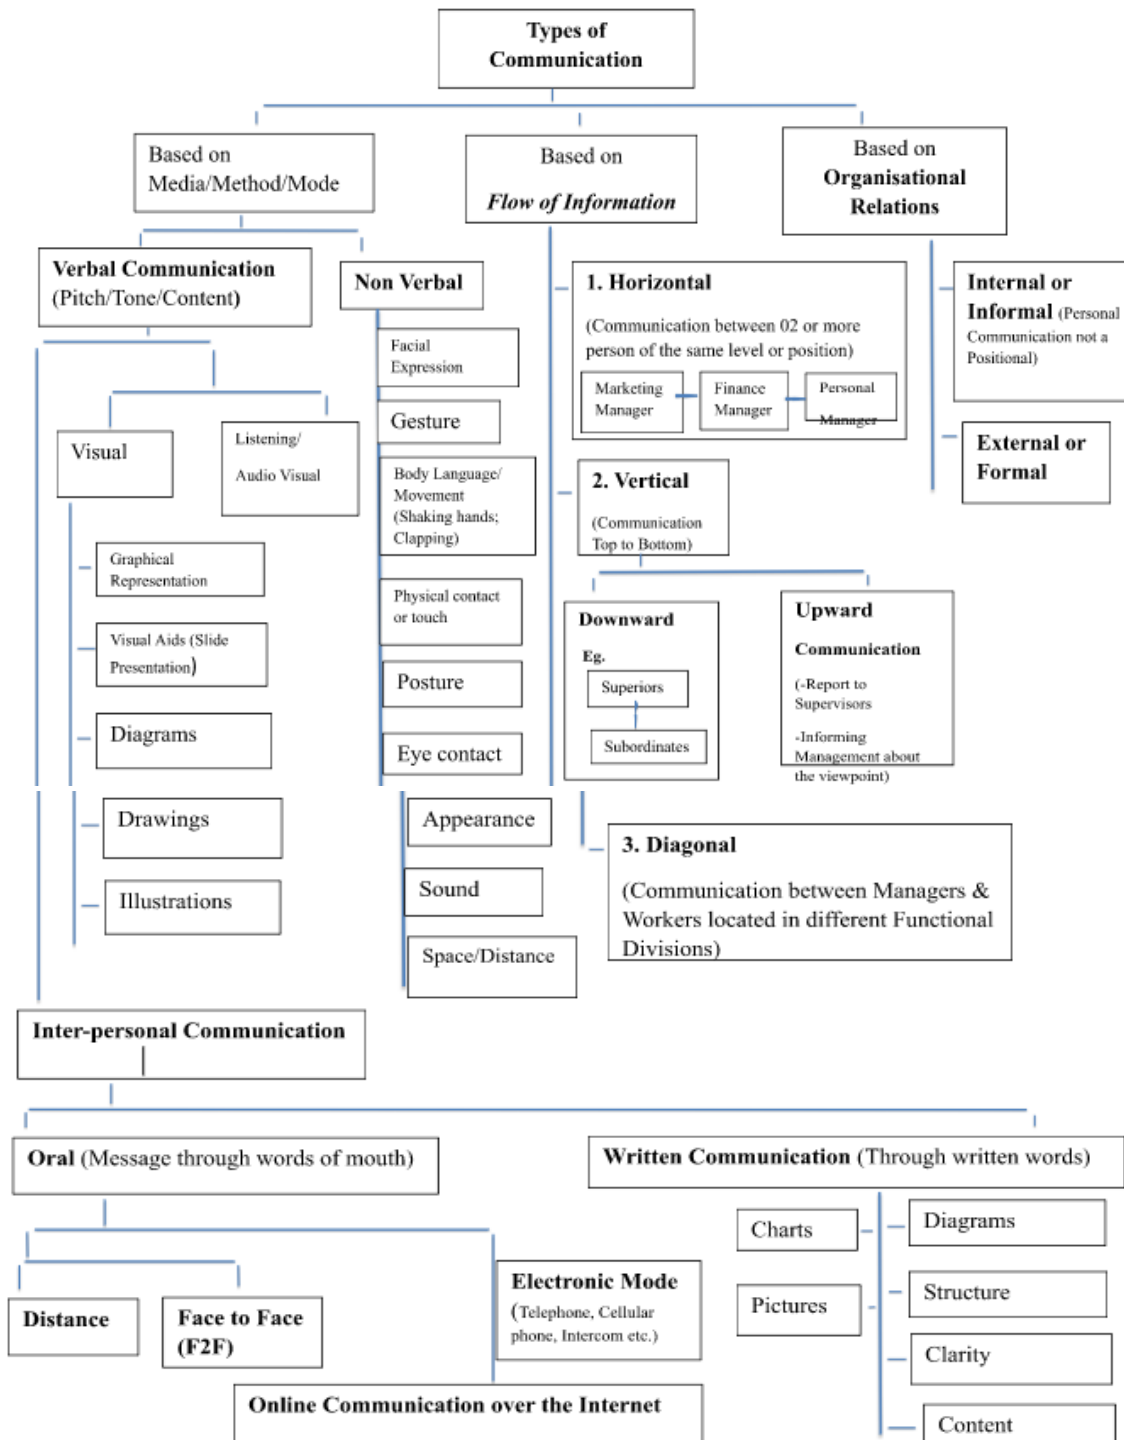 Types of
Communication
Based on
Media/Method/Mode
Based on
Flow of Information
Based on
Organisational
Relations
Verbal Communication
(Pitch/Tone/Content)
Non Verbal
1. Horizontal
(Communication between 02 or more
person of the same level or position)
Marketing
Manager
Finance
Manager
Personal
Manager
Internal or
Informal (Personal
Communication not a
Positional)
External or
Formal
Facial
Expression
Gesture
Body Language/
Movement
(Shaking hands;
Clapping)
Physical contact
or touch
Posture
Eye contact
Appearance
Sound
Space/Distance
Visual
Listening/
Audio Visual
Graphical
Representation
Visual Aids (Slide
Presentation)
Diagrams
Drawings
Illustrations
2. Vertical
(Communication
Top to Bottom)
Downward
Eg.
Superiors
Subordinates
Upward
Communication
(-Report to
Supervisors
-Informing
Management about
the viewpoint)
3. Diagonal
(Communication between Managers &
Workers located in different Functional
Divisions)
Inter-personal Communication
Oral (Message through words of mouth)
Written Communication (Through written words)
Distance
Face to Face
(F2F)
Electronic Mode
(Telephone, Cellular
phone, Intercom etc.)
Online Communication over the Internet
Charts
Pictures
Diagrams
Structure
Clarity
Content